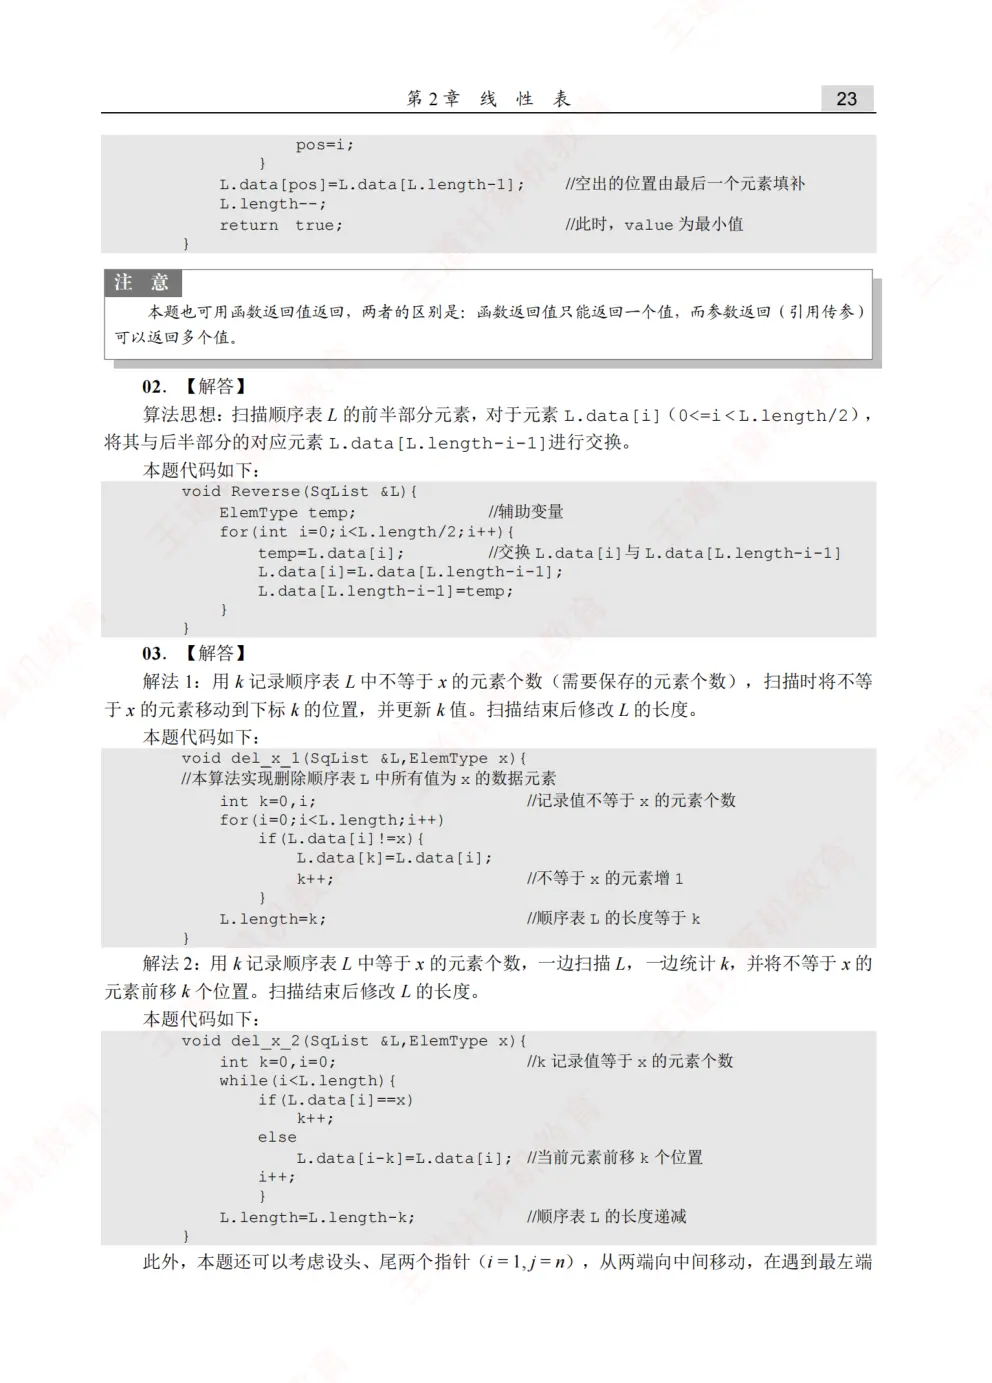 第2章 线 性 表 23
pos=i;
}
L.data[pos]=L.data[L.length-1]; //空出的位置由最后一个元素填补
L.length--;
return true; //此时，value 为最小值
}
注 意
本题也可用函数返回值返回，两者的区别是：函数返回值只能返回一个值，而参数返回（引用传参）
可以返回多个值。
02. 【解答】
算法思想：扫描顺序表 L 的前半部分元素，对于元素 L.data[i]（0<=i<L.length/2），
将其与后半部分的对应元素 L.data[L.length-i-1]进行交换。
本题代码如下：
void Reverse(SqList &L){
ElemType temp; //辅助变量
for(int i=0;i<L.length/2;i++){
temp=L.data[i]; //交换 L.data[i]与 L.data[L.length-i-1]
L.data[i]=L.data[L.length-i-1];
L.data[L.length-i-1]=temp;
}
}
03. 【解答】
解法 1：用 k 记录顺序表 L 中不等于 x 的元素个数（需要保存的元素个数），扫描时将不等
于 x 的元素移动到下标 k 的位置，并更新 k 值。扫描结束后修改 L 的长度。
本题代码如下：
void del_x_1(SqList &L,ElemType x){
//本算法实现删除顺序表 L 中所有值为 x 的数据元素
int k=0,i; //记录值不等于 x 的元素个数
for(i=0;i<L.length;i++)
if(L.data[i]!=x){
L.data[k]=L.data[i];
k++; //不等于 x 的元素增 1
}
L.length=k; //顺序表 L 的长度等于 k
}
解法 2：用 k 记录顺序表 L 中等于 x 的元素个数，一边扫描 L，一边统计 k，并将不等于 x 的
元素前移 k 个位置。扫描结束后修改 L 的长度。
本题代码如下：
void del_x_2(SqList &L,ElemType x){
int k=0,i=0; //k 记录值等于 x 的元素个数
while(i<L.length){
if(L.data[i]==x)
k++;
else
L.data[i-k]=L.data[i]; //当前元素前移 k 个位置
i++;
}
L.length=L.length-k; //顺序表 L 的长度递减
}
此外，本题还可以考虑设头、尾两个指针（i = 1, j = n），从两端向中间移动，在遇到最左端